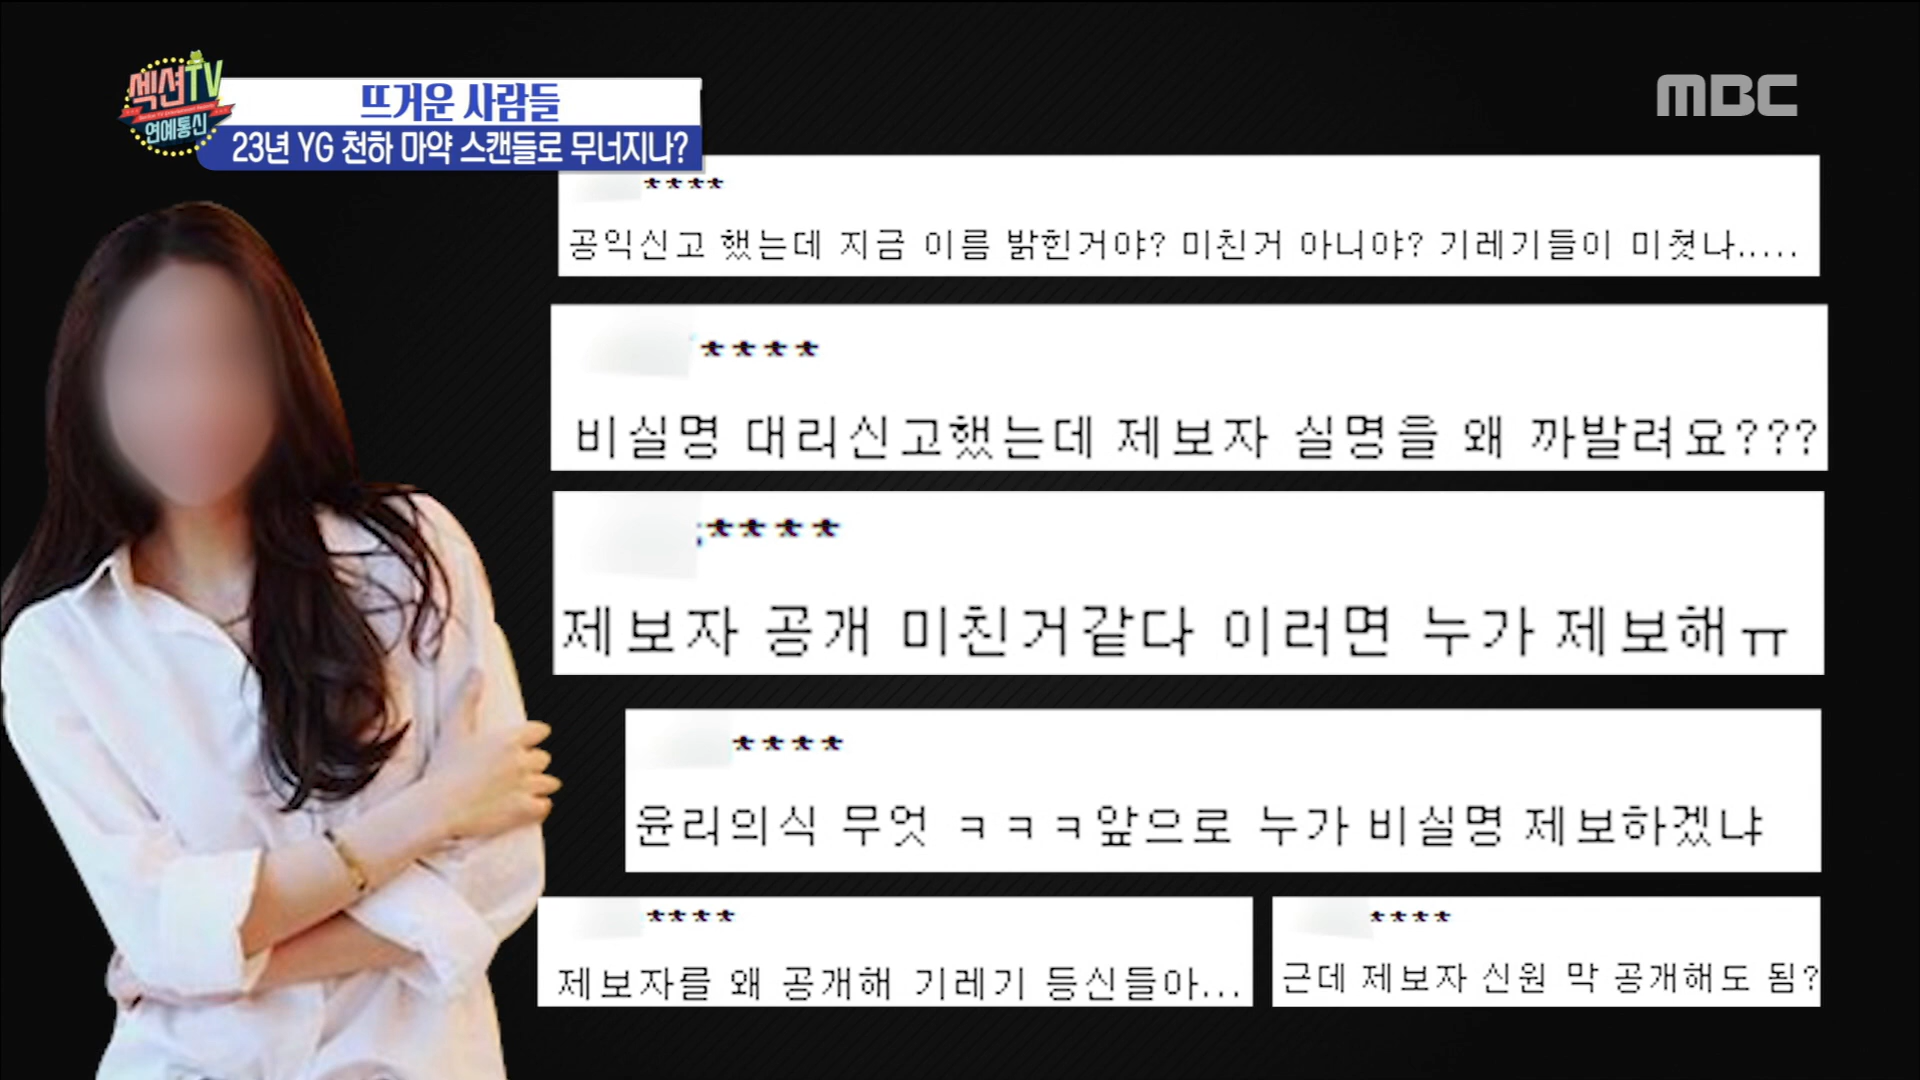 섹션TV
연예통신
뜨거운 사람들
23년 YG 천하 마약 스캔들로 무너지나?
MBC
****
공익신고 했는데 지금 이름 밝힌거야? 미친거 아니야? 기레기들이 미쳣나.....
****
비실명 대리신고했는데 제보자 실명을 왜 까발려요???
;****
제보자 공개 미친거같다 이러면 누가 제보해ㅠ
****
윤리의식 무엇 ㅋㅋㅋ앞으로 누가 비실명 제보하겠냐
****
제보자를 왜 공개해 기레기 등신들아...
****
근데 제보자 신원 막 공개해도 됨?